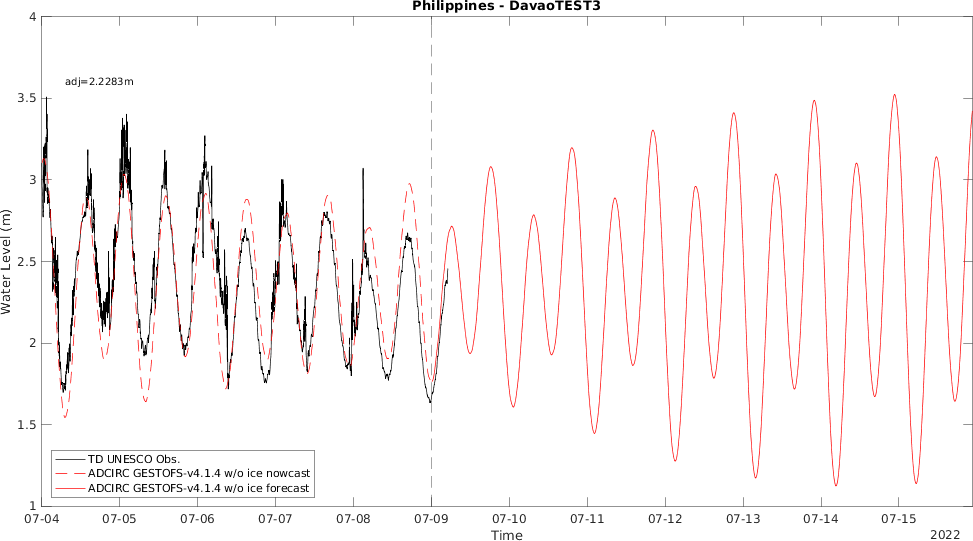 Philippines - DavaoTEST3
4
3.5
3
2.5
2
1.5
1
Water Level (m)
adj=2.2283m
TD UNESCO Obs.
ADCIRC GESTOFS-v4.1.4 w/o ice nowcast
ADCIRC GESTOFS-v4.1.4 w/o ice forecast
07-04 07-05 07-06 07-07 07-08 07-09 07-10 07-11 07-12 07-13 07-14 07-15
Time
2022